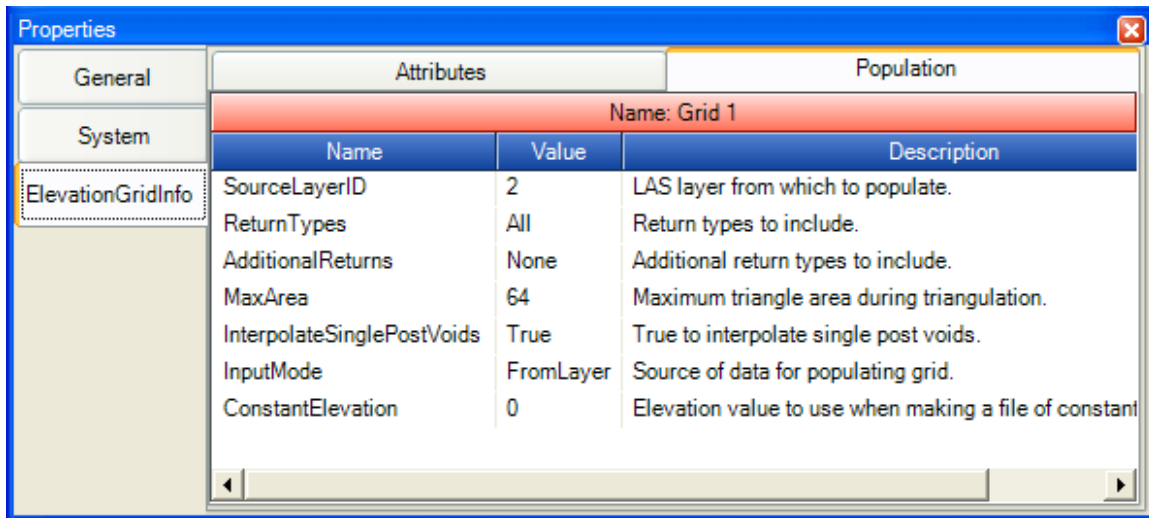 Properties
General
System
ElevationGridInfo
Attributes Population
Name: Grid 1
Name Value Description
SourceLayerID 2 LAS layer from which to populate.
ReturnTypes All Return types to include.
AdditionalReturns None Additional return types to include.
MaxArea 64 Maximum triangle area during triangulation.
InterpolateSinglePostVoids True True to interpolate single post voids.
InputMode FromLayer Source of data for populating grid.
ConstantElevation 0 Elevation value to use when making a file of constant